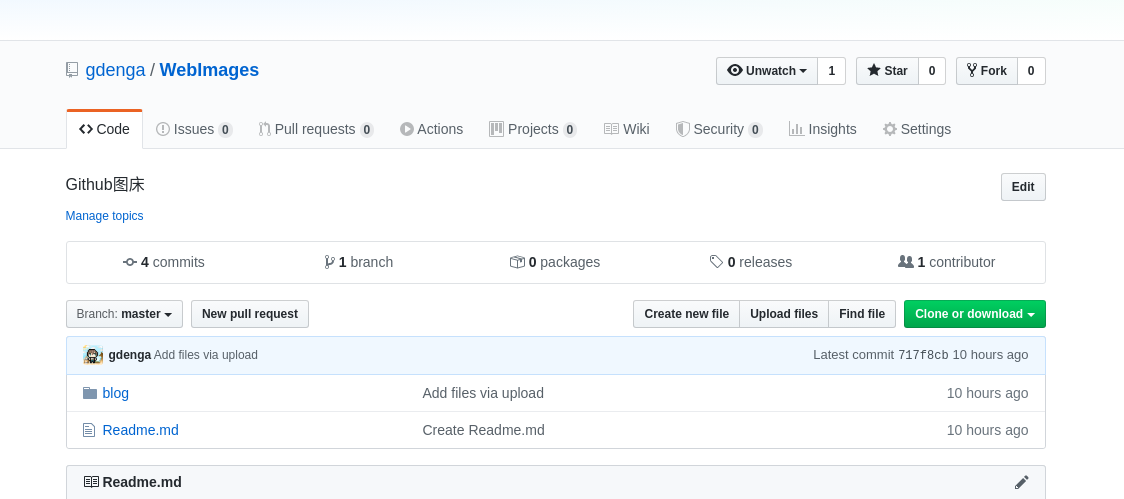 gdenga / WebImages
Unwatch 1 Star 0 Fork 0
Code Issues 0 Pull requests 0 Actions Projects 0 Wiki Security 0 Insights Settings
Github图床 Edit
Manage topics
4 commits 1 branch 0 packages 0 releases 1 contributor
Branch: master New pull request Create new file Upload files Find file Clone or download
gdenga Add files via upload Latest commit 717f8cb 10 hours ago
blog Add files via upload 10 hours ago
Readme.md Create Readme.md 10 hours ago
Readme.md